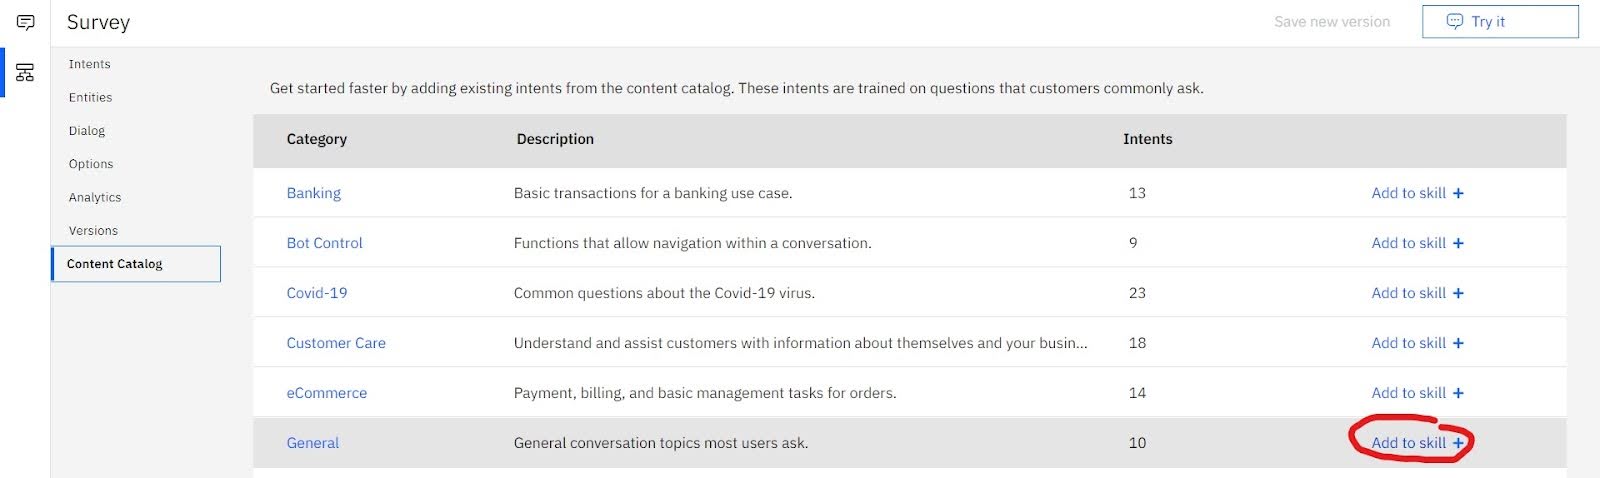 Survey
Save new version
Try it
Intents
Entities
Dialog
Options
Analytics
Versions
Content Catalog
Get started faster by adding existing intents from the content catalog. These intents are trained on questions that customers commonly ask.
Category Description Intents
Banking Basic transactions for a banking use case. 13 Add to skill +
Bot Control Functions that allow navigation within a conversation. 9 Add to skill +
Covid-19 Common questions about the Covid-19 virus. 23 Add to skill +
Customer Care Understand and assist customers with information about themselves and your busin... 18 Add to skill +
eCommerce Payment, billing, and basic management tasks for orders. 14 Add to skill +
General General conversation topics most users ask. 10 Add to skill +